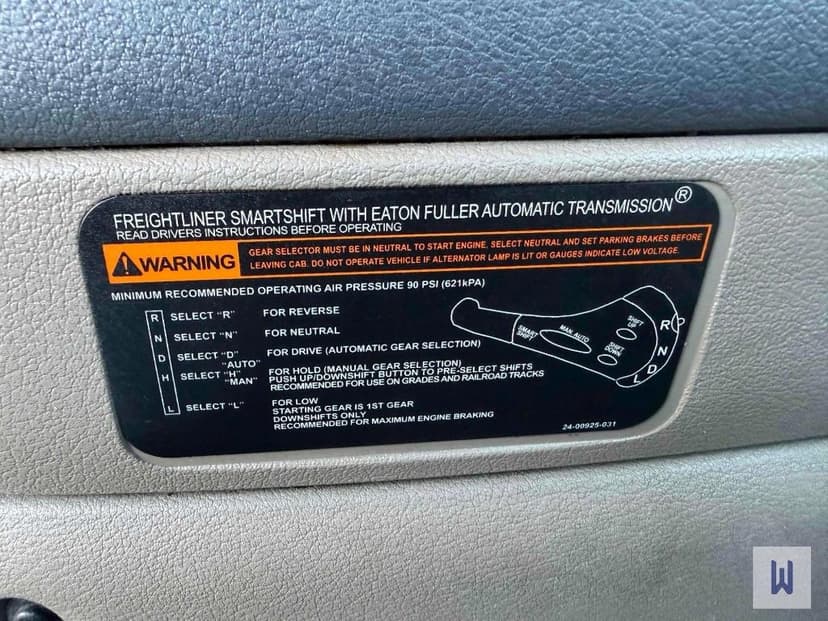 FREIGHTLINER SMARTSHIFT WITH EATON FULLER AUTOMATIC TRANSMISSION®
READ DRIVERS INSTRUCTIONS BEFORE OPERATING
WARNING
GEAR SELECTOR MUST BE IN NEUTRAL TO START ENGINE. SELECT NEUTRAL AND SET PARKING BRAKES BEFORE
LEAVING CAB. DO NOT OPERATE VEHICLE IF ALTERNATOR LAMP IS LIT OR GAUGES INDICATE LOW VOLTAGE.
MINIMUM RECOMMENDED OPERATING AIR PRESSURE 90 PSI (621kPA)
R SELECT "R" FOR REVERSE
N SELECT "N" FOR NEUTRAL
D SELECT "D" FOR DRIVE (AUTOMATIC GEAR SELECTION)
"AUTO"
H SELECT "H" FOR HOLD (MANUAL GEAR SELECTION)
"MAN" PUSH UP/DOWNSHIFT BUTTON TO PRE-SELECT SHIFTS
RECOMMENDED FOR USE ON GRADES AND RAILROAD TRACKS
L SELECT "L" FOR LOW
STARTING GEAR IS 1ST GEAR
DOWNSHIFTS ONLY
RECOMMENDED FOR MAXIMUM ENGINE BRAKING
SMART
SHIFT
MAN AUTO
SHIFT
UP
SHIFT
DOWN
R
N
D
L
24-00925-031
W